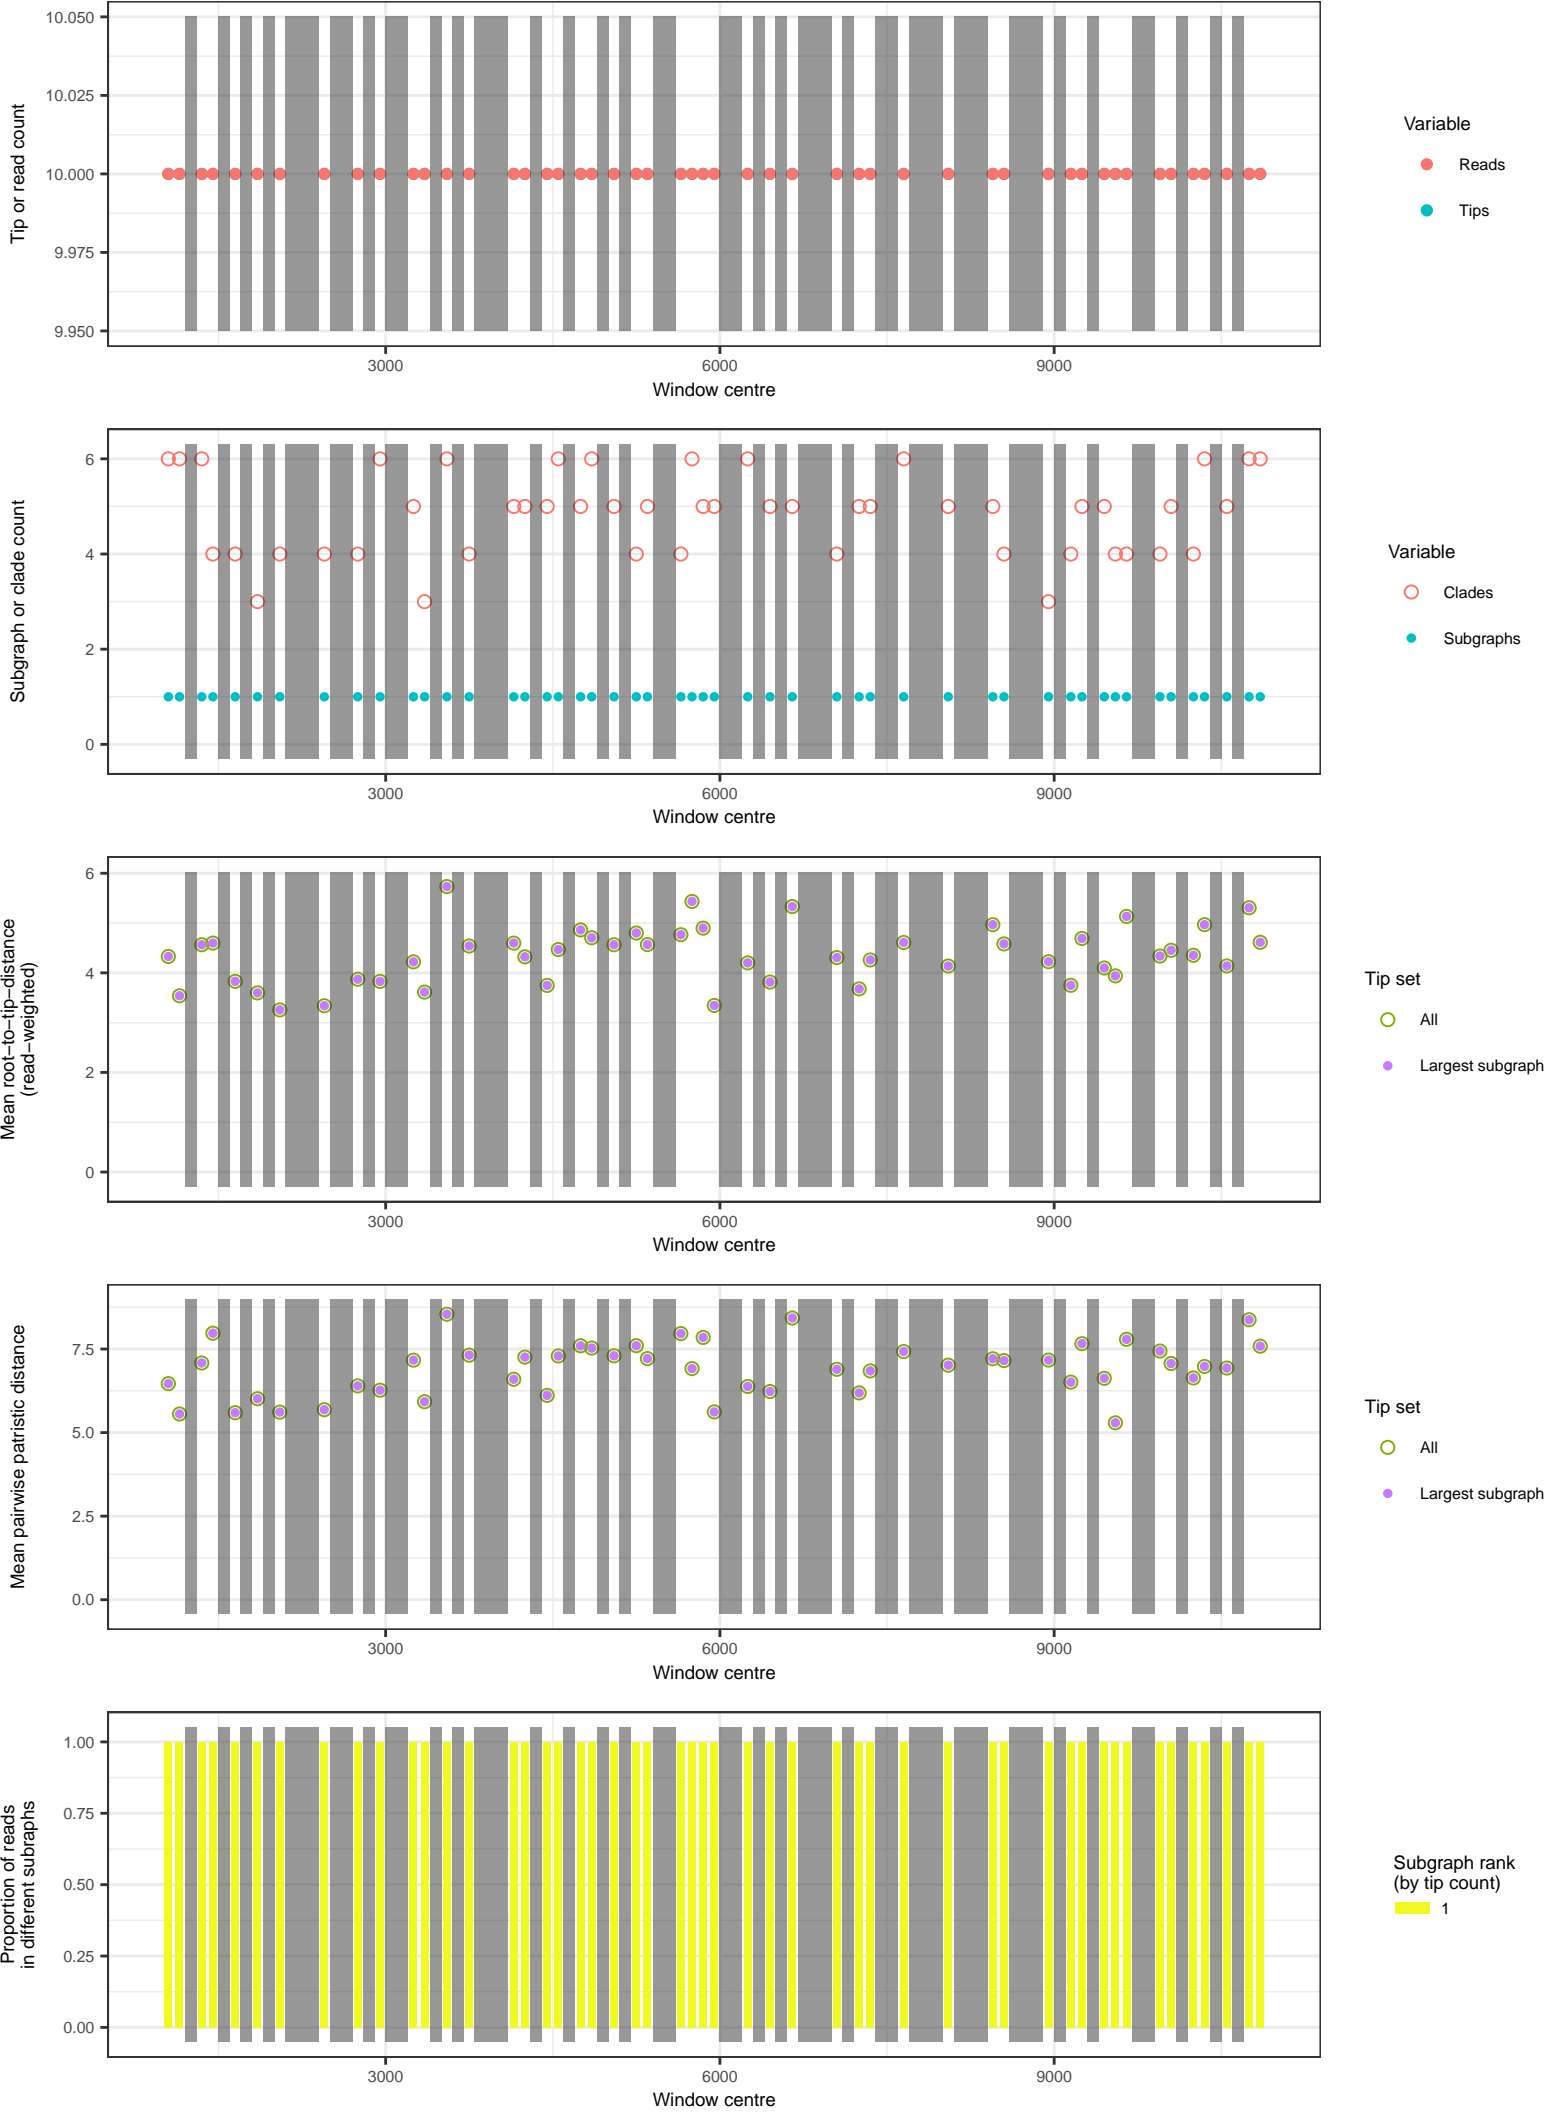 10.050
10.025
10.000
9.975
9.950
Tip or read count
3000
6000
9000
Window centre
Variable
Reads
Tips
6
4
2
0
Subgraph or clade count
3000
6000
9000
Window centre
Variable
Clades
Subgraphs
6
4
2
0
Mean root−to−tip−distance
(read−weighted)
3000
6000
9000
Window centre
Tip set
All
Largest subgraph
7.5
5.0
2.5
0.0
Mean pairwise patristic distance
3000
6000
9000
Window centre
Tip set
All
Largest subgraph
1.00
0.75
0.50
0.25
0.00
Proportion of reads
in different subraphs
3000
6000
9000
Window centre
Subgraph rank
(by tip count)
1